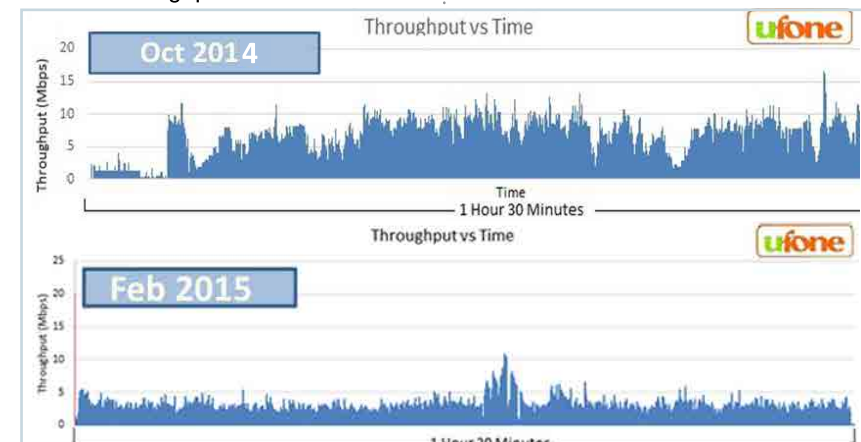 Throughput vs Time
ufone
Oct 2014
Throughput (Mbps)
20
15
10
5
0
Time
1 Hour 30 Minutes
Throughput vs Time
ufone
Feb 2015
Throughput (Mbps)
25
20
15
10
5
0